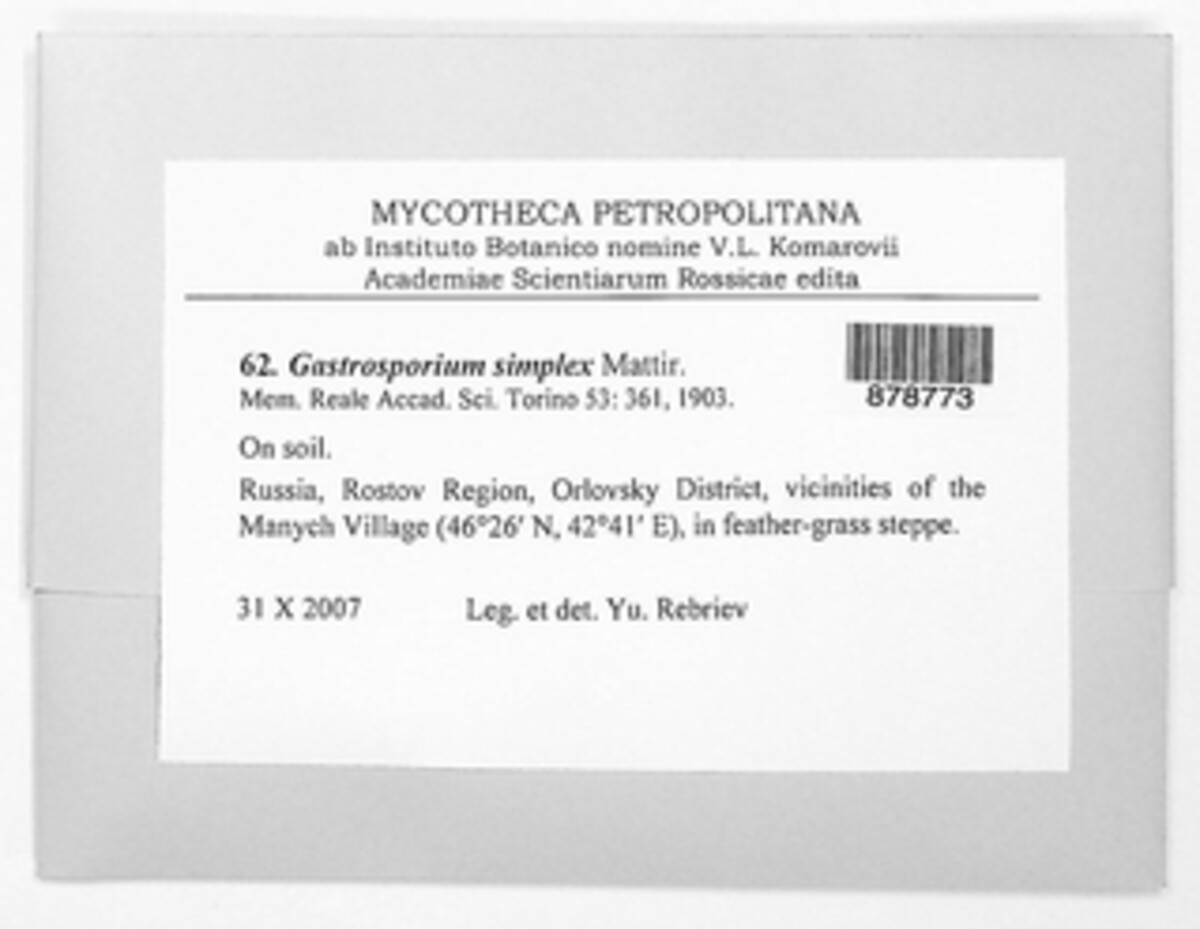 MYCOTHECA PETROPOLITANA
ab Instituto Botanico nomine V.L. Komarovii
Academiae Scientiarum Rossicae edita
62. Gastrosporium simplex Mattir.
Mem. Reale Accad. Sci. Torino 53: 361, 1903.
878773
On soil.
Russia, Rostov Region, Orlovsky District, vicinities of the
Manych Village (46°26' N, 42°41' E), in feather-grass steppe.
31 X 2007 Leg. et det. Yu. Rebriev